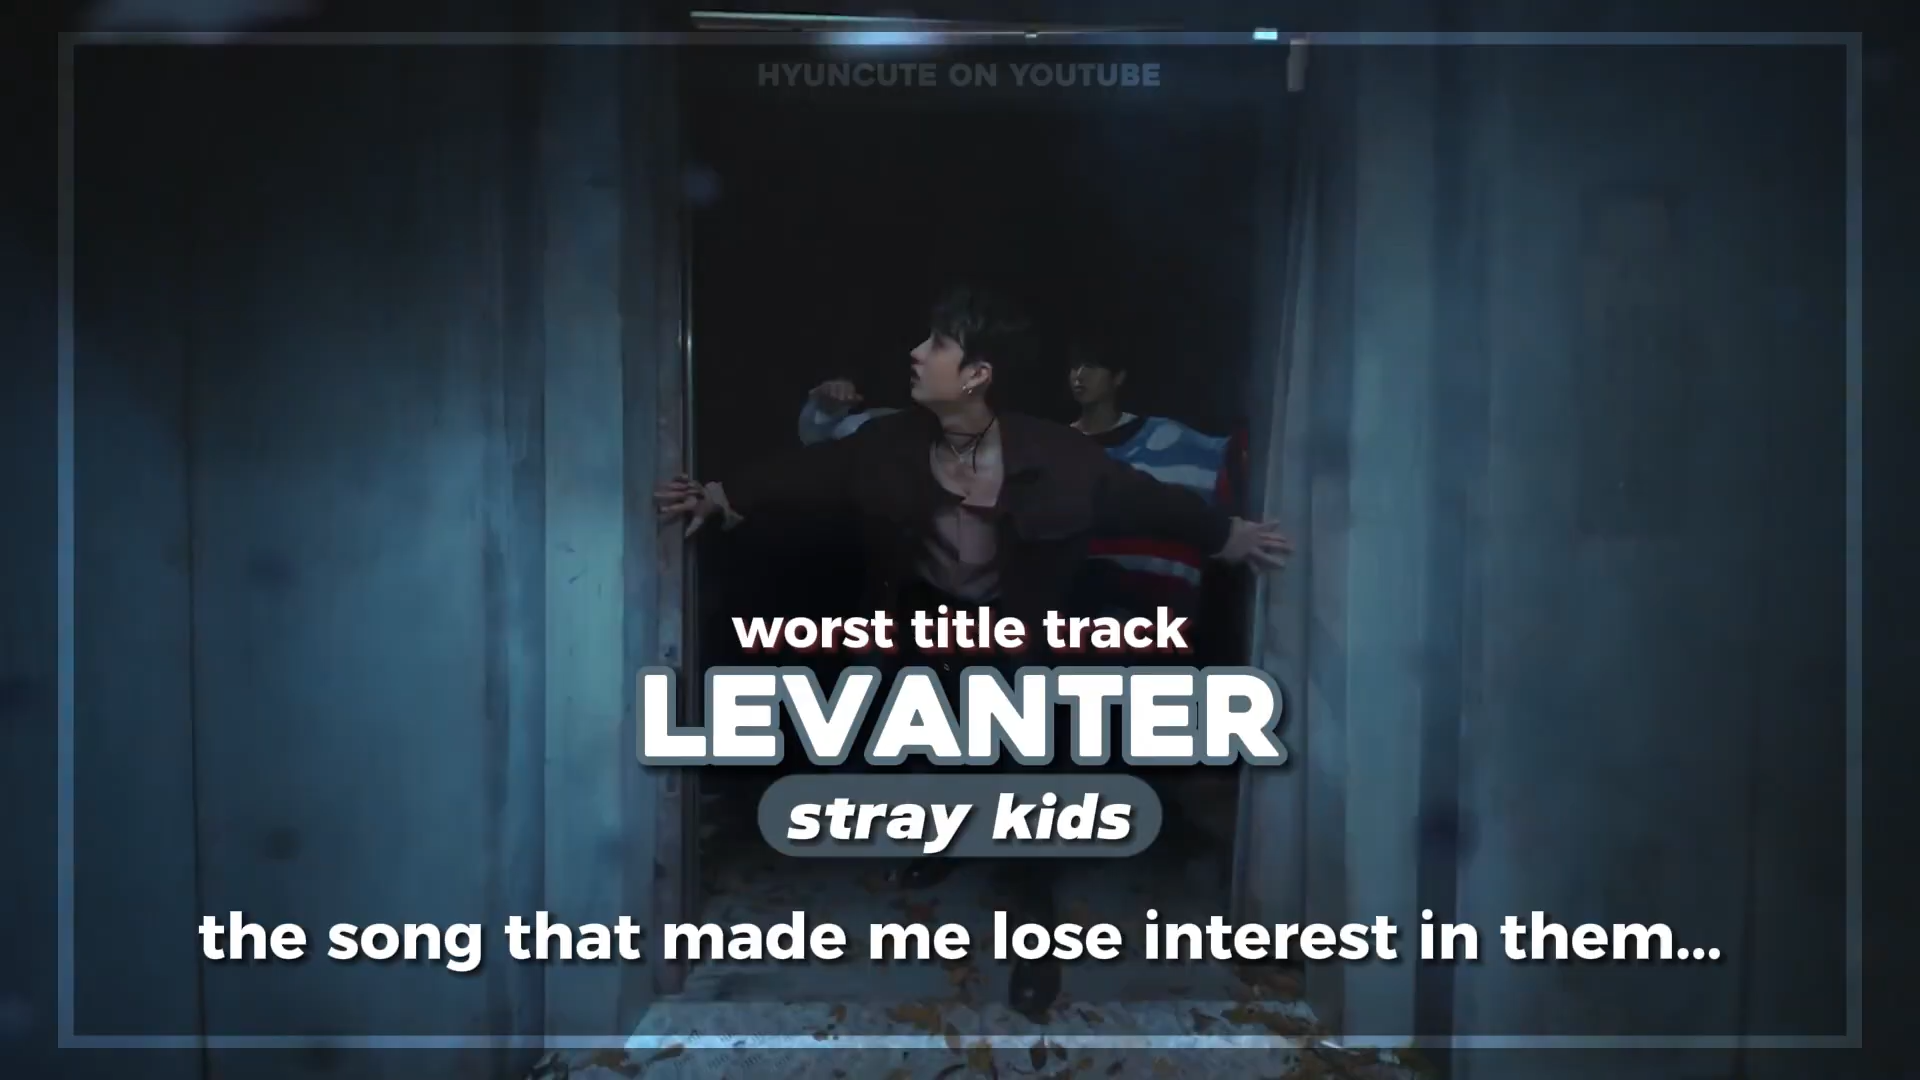 HYUNCUTE ON YOUTUBE
worst title track
LEVANTER
stray kids
the song that made me lose interest in them...